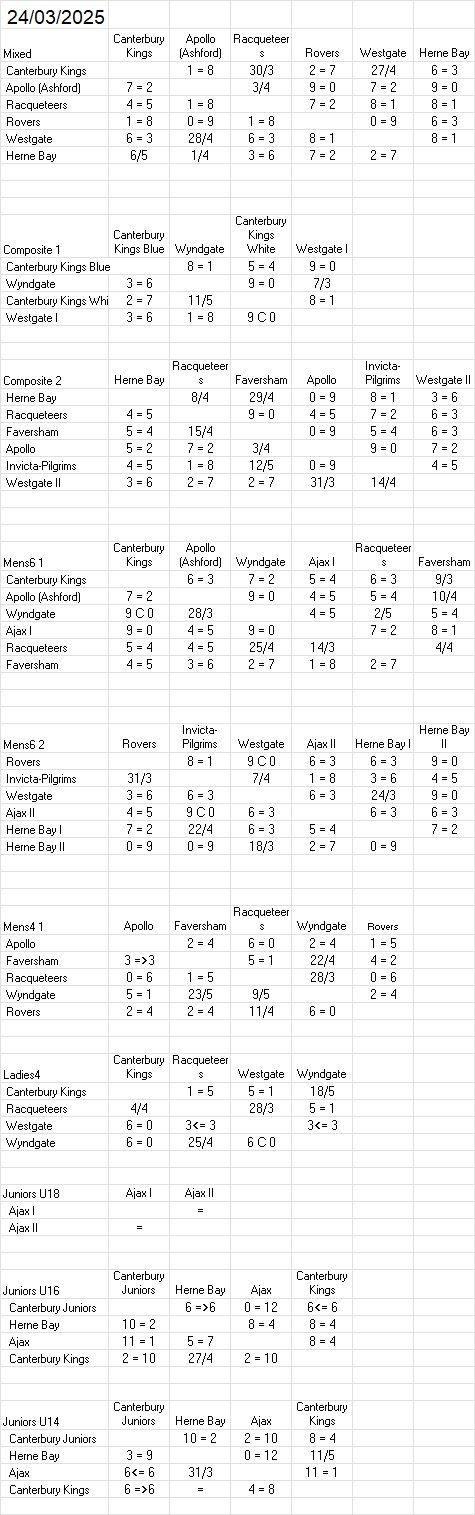 24/03/2025
Mixed Canterbury Kings Apollo (Ashford) Racqueteers Rovers Westgate Herne Bay
Canterbury Kings 1 = 8 30/3 2 = 7 27/4 6 = 3
Apollo (Ashford) 7 = 2 3/4 9 = 0 7 = 2 9 = 0
Racqueteers 4 = 5 1 = 8 7 = 2 8 = 1 8 = 1
Rovers 1 = 8 0 = 9 1 = 8 0 = 9 6 = 3
Westgate 6 = 3 28/4 6 = 3 8 = 1 8 = 1
Herne Bay 6/5 1/4 3 = 6 7 = 2 2 = 7
Composite 1 Canterbury Kings Blue Wyndgate Canterbury Kings White Westgate I
Canterbury Kings Blue 8 = 1 5 = 4 9 = 0
Wyndgate 3 = 6 9 = 0 7/3
Canterbury Kings Whi 2 = 7 11/5 8 = 1
Westgate I 3 = 6 1 = 8 9 C 0
Composite 2 Herne Bay Racqueteers Faversham Apollo Invicta-Pilgrims Westgate II
Herne Bay 8/4 29/4 0 = 9 8 = 1 3 = 6
Racqueteers 4 = 5 9 = 0 4 = 5 7 = 2 6 = 3
Faversham 5 = 4 15/4 0 = 9 5 = 4 6 = 3
Apollo 5 = 2 7 = 2 3/4 9 = 0 7 = 2
Invicta-Pilgrims 4 = 5 1 = 8 12/5 0 = 9 4 = 5
Westgate II 3 = 6 2 = 7 2 = 7 31/3 14/4
Mens6 1 Canterbury Kings Apollo (Ashford) Wyndgate Ajax I Racqueteers Faversham
Canterbury Kings 6 = 3 7 = 2 5 = 4 6 = 3 9/3
Apollo (Ashford) 7 = 2 9 = 0 4 = 5 5 = 4 10/4
Wyndgate 9 C 0 28/3 4 = 5 2/5 5 = 4
Ajax I 9 = 0 4 = 5 9 = 0 7 = 2 8 = 1
Racqueteers 5 = 4 4 = 5 25/4 14/3 4/4
Faversham 4 = 5 3 = 6 2 = 7 1 = 8 2 = 7
Mens6 2 Rovers Invicta-Pilgrims Westgate Ajax II Herne Bay I Herne Bay II
Rovers 8 = 1 9 C 0 6 = 3 6 = 3 9 = 0
Invicta-Pilgrims 31/3 7/4 1 = 8 3 = 6 4 = 5
Westgate 3 = 6 6 = 3 6 = 3 24/3 9 = 0
Ajax II 4 = 5 9 C 0 6 = 3 6 = 3 6 = 3
Herne Bay I 7 = 2 22/4 6 = 3 5 = 4 7 = 2
Herne Bay II 0 = 9 0 = 9 18/3 2 = 7 0 = 9
Mens4 1 Apollo Faversham Racqueteers Wyndgate Rovers
Apollo 2 = 4 6 = 0 2 = 4 1 = 5
Faversham 3 =>3 5 = 1 22/4 4 = 2
Racqueteers 0 = 6 1 = 5 28/3 0 = 6
Wyndgate 5 = 1 23/5 9/5 2 = 4
Rovers 2 = 4 2 = 4 11/4 6 = 0
Ladies4 Canterbury Kings Racqueteers Westgate Wyndgate
Canterbury Kings 1 = 5 5 = 1 18/5
Racqueteers 4/4 28/3 5 = 1
Westgate 6 = 0 3<= 3 3<= 3
Wyndgate 6 = 0 25/4 6 C 0
Juniors U18 Ajax I Ajax II
Ajax I =
Ajax II =
Juniors U16 Canterbury Juniors Herne Bay Ajax Canterbury Kings
Canterbury Juniors 6 =>6 0 = 12 6<= 6
Herne Bay 10 = 2 8 = 4 8 = 4
Ajax 11 = 1 5 = 7 8 = 4
Canterbury Kings 2 = 10 27/4 2 = 10
Juniors U14 Canterbury Juniors Herne Bay Ajax Canterbury Kings
Canterbury Juniors 10 = 2 2 = 10 8 = 4
Herne Bay 3 = 9 0 = 12 11/5
Ajax 6<= 6 31/3 11 = 1
Canterbury Kings 6 =>6 = 4 = 8